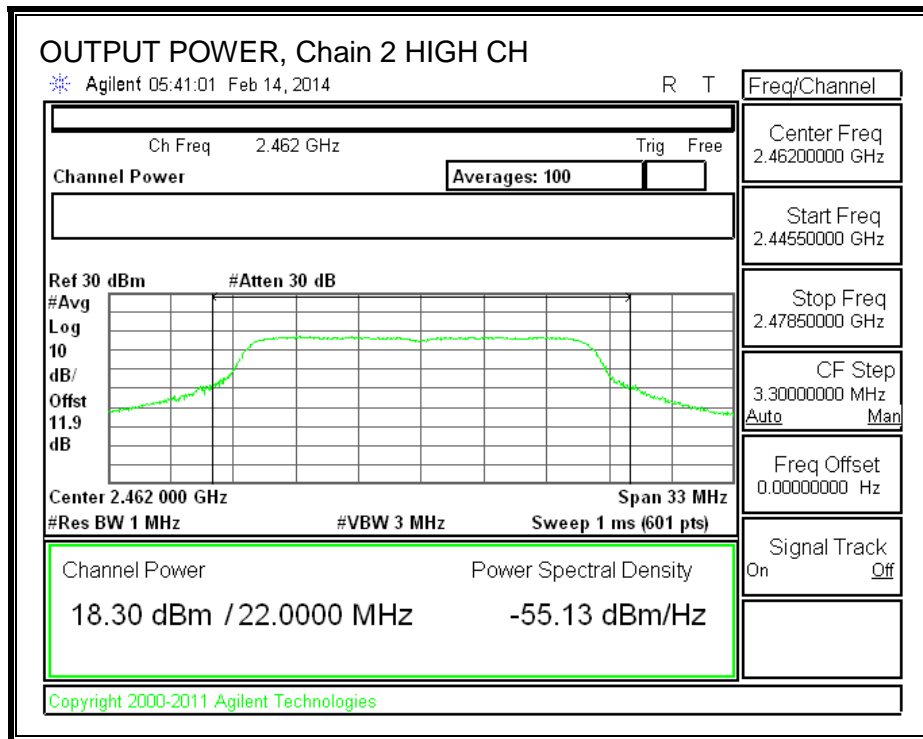 OUTPUT POWER, Chain 2 HIGH CH
Agilent 05:41:01 Feb 14, 2014 R T
Freq/Channel
Ch Freq 2.462 GHz Trig Free
Channel Power Averages: 100
Center Freq
2.46200000 GHz
Start Freq
2.44550000 GHz
Stop Freq
2.47850000 GHz
CF Step
3.30000000 MHz
Auto Man
Freq Offset
0.00000000 Hz
Signal Track
On Off
Ref 30 dBm #Atten 30 dB
#Avg
Log
10
dB/
Offst
11.9
dB
Center 2.462 000 GHz Span 33 MHz
#Res BW 1 MHz #VBW 3 MHz Sweep 1 ms (601 pts)
Channel Power Power Spectral Density
18.30 dBm / 22.0000 MHz -55.13 dBm/Hz
Copyright 2000-2011 Agilent Technologies